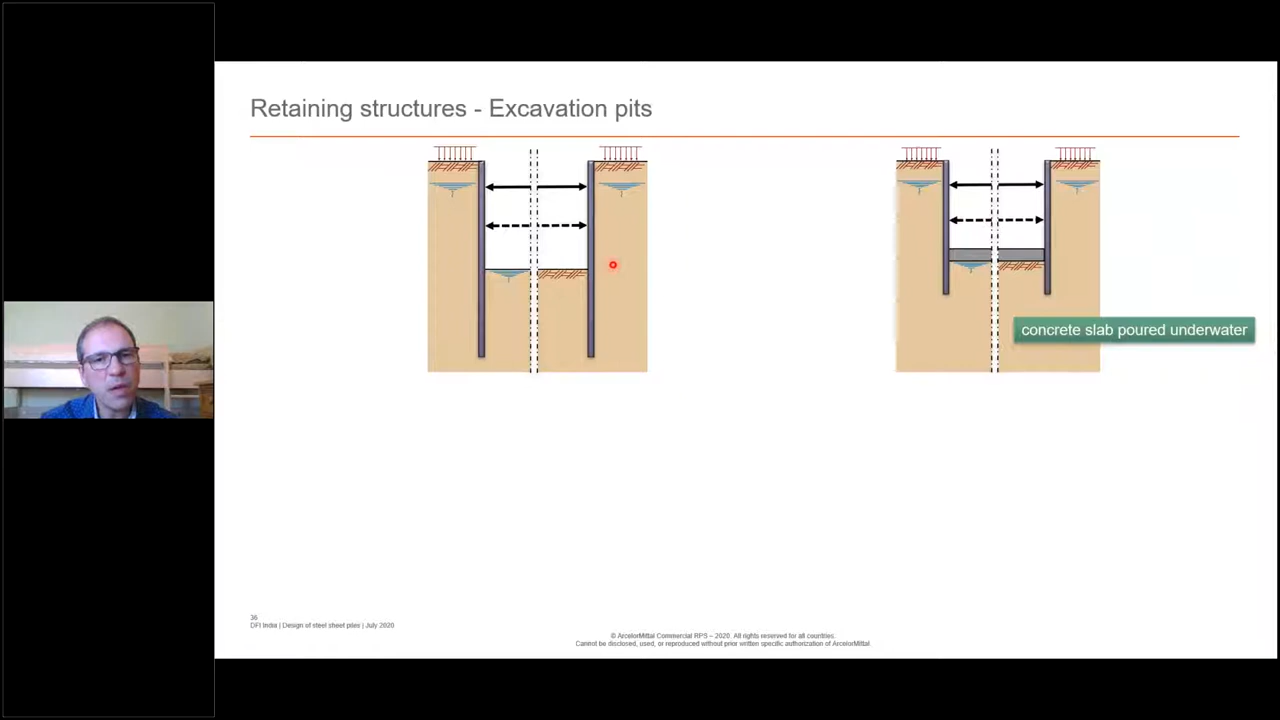 Retaining structures - Excavation pits
concrete slab poured underwater
36
DFI India | Design of steel sheet piles | July 2020
© ArcelorMittal Commercial RPS – 2020. All rights reserved for all countries.
Cannot be disclosed, used, or reproduced without prior written specific authorization of ArcelorMittal